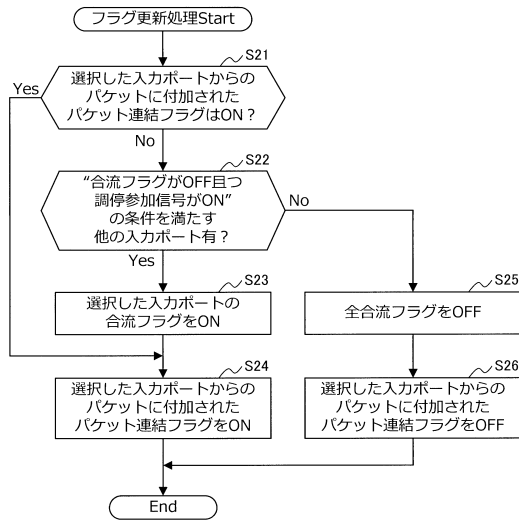 フラグ更新処理Start
S21
選択した入力ポートからの
パケットに付加された
パケット連結フラグはON？
Yes
No
S22
“合流フラグがOFF且つ
調停参加信号がON”
の条件を満たす
他の入力ポート有？
No
Yes
S23
選択した入力ポートの
合流フラグをON
S25
全合流フラグをOFF
S24
選択した入力ポートからの
パケットに付加された
パケット連結フラグをON
S26
選択した入力ポートからの
パケットに付加された
パケット連結フラグをOFF
End